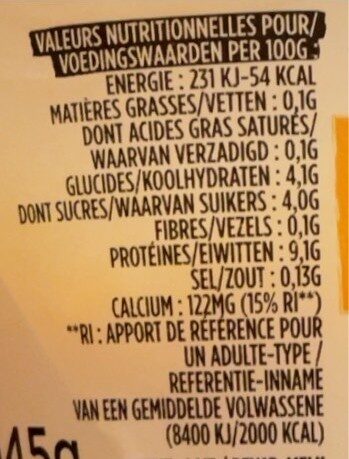 VALEURS NUTRITIONNELLES POUR/
VOEDINGSWAARDEN PER 100G :
ENERGIE : 231 KJ-54 KCAL
MATIÈRES GRASSES/VETTEN : 0,1G
DONT ACIDES GRAS SATURÉS/
WAARVAN VERZADIGD : 0,1G
GLUCIDES/KOOLHYDRATEN : 4,1G
DONT SUCRES/WAARVAN SUIKERS : 4,0G
FIBRES/VEZELS : 0,1G
PROTÉINES/EIWITTEN : 9,1G
SEL/ZOUT : 0,13G
CALCIUM : 122MG (15% RI**)
**RI : APPORT DE RÉFÉRENCE POUR
UN ADULTE-TYPE /
REFERENTIE-INNAME
VAN EEN GEMIDDELDE VOLWASSENE
(8400 KJ/2000 KCAL)
45g